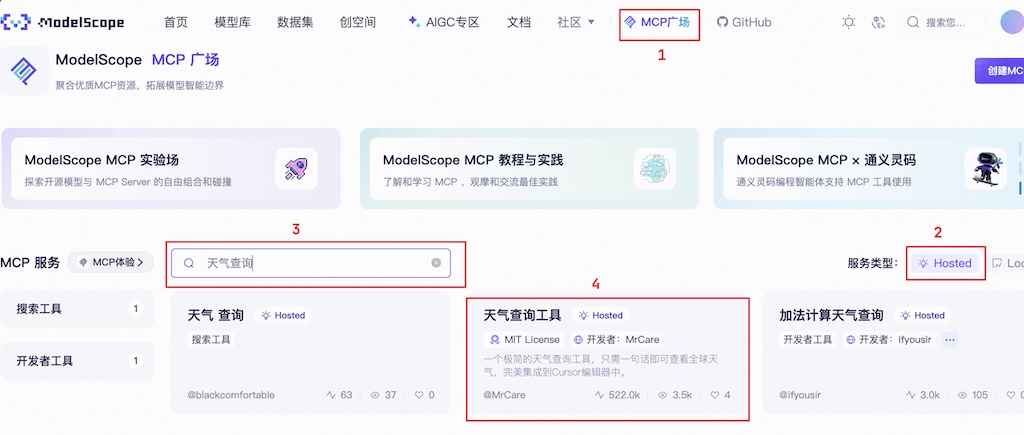 ModelScope 首页 模型库 数据集 创空间 AIGC专区 文档 社区 MCP广场 GitHub 搜索您...
1
ModelScope MCP 广场
聚合优质MCP资源，拓展模型智能边界
创建MC
ModelScope MCP 实验场
探索开源模型与 MCP Server 的自由组合和碰撞
ModelScope MCP 教程与实践
了解和学习 MCP 、观摩和交流最佳实践
ModelScope MCP × 通义灵码
通义灵码编程智能体支持 MCP 工具使用
3
2
MCP 服务 MCP体验 天气查询 服务类型： Hosted Loc
4
搜索工具 1
开发者工具 1
天气 查询 Hosted
搜索工具
@blackcomfortable 63 37 0
天气查询工具 Hosted
MIT License 开发者：MrCare
一个极简的天气查询工具，只需一句话即可查看全球天
气，完美集成到Cursor编辑器中。
@MrCare 522.0k 3.5k 4
加法计算天气查询 Hosted
开发者工具 开发者：ifyousir ...
@Ifyousir 3.0k 105